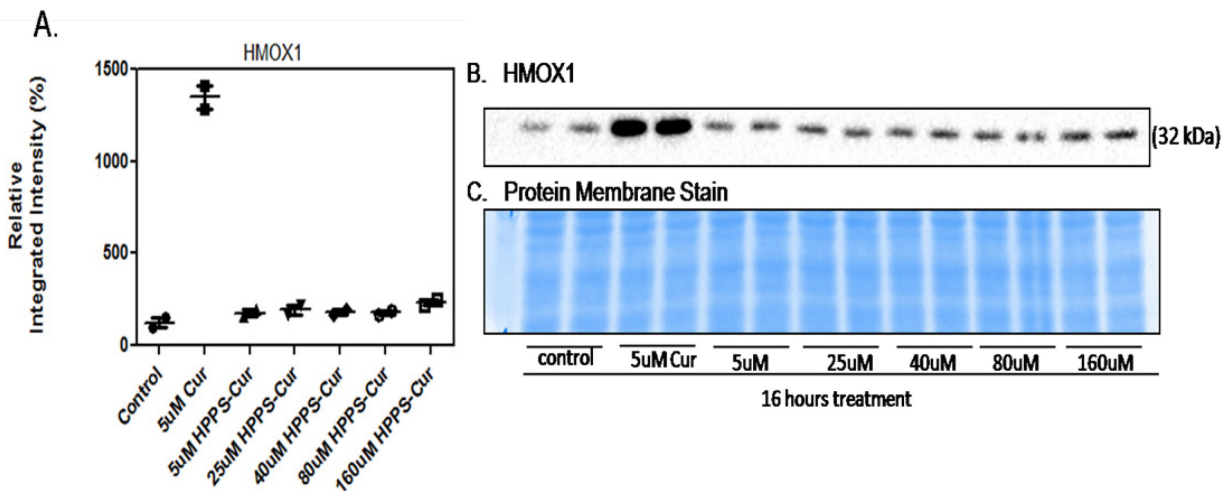 A.
HMOX1
Relative
Integrated Intensity (%)
1500
1000
500
0
Control
5uM Cur
5uM HPPS-Cur
25uM HPPS-Cur
40uM HPPS-Cur
80uM HPPS-Cur
160uM HPPS-Cur
B. HMOX1
(32 kDa)
C. Protein Membrane Stain
control 5uM Cur 5uM 25uM 40uM 80uM 160uM
16 hours treatment